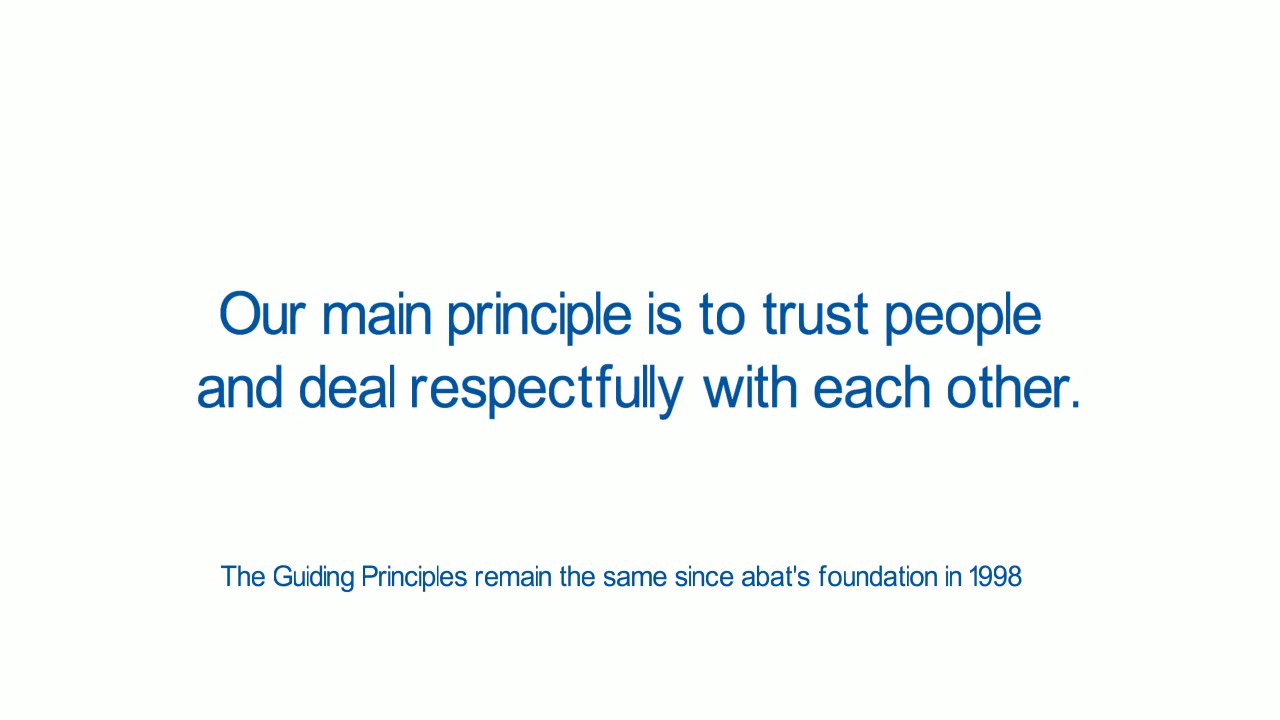 Our main principle is to trust people
and deal respectfully with each other.
The Guiding Principles remain the same since abat's foundation in 1998